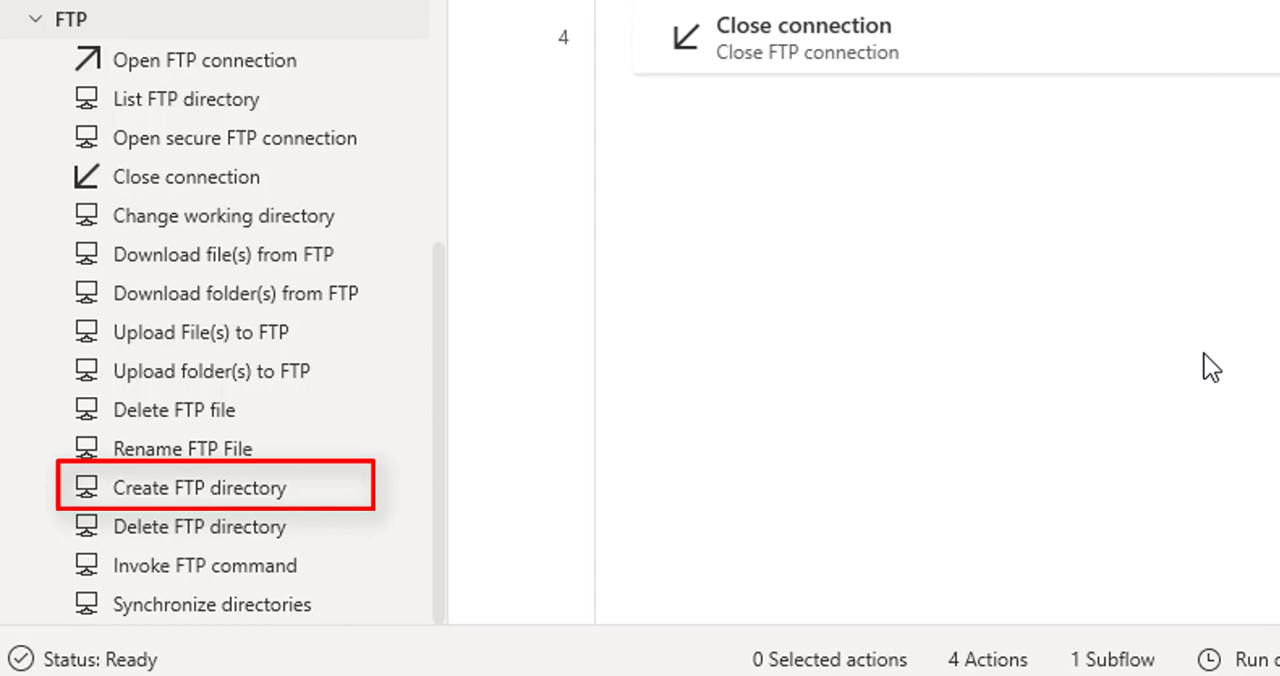 FTP
Open FTP connection
List FTP directory
Open secure FTP connection
Close connection
Change working directory
Download file(s) from FTP
Download folder(s) from FTP
Upload File(s) to FTP
Upload folder(s) to FTP
Delete FTP file
Rename FTP File
Create FTP directory
Delete FTP directory
Invoke FTP command
Synchronize directories
4
Close connection
Close FTP connection
Status: Ready
0 Selected actions
4 Actions
1 Subflow
Run